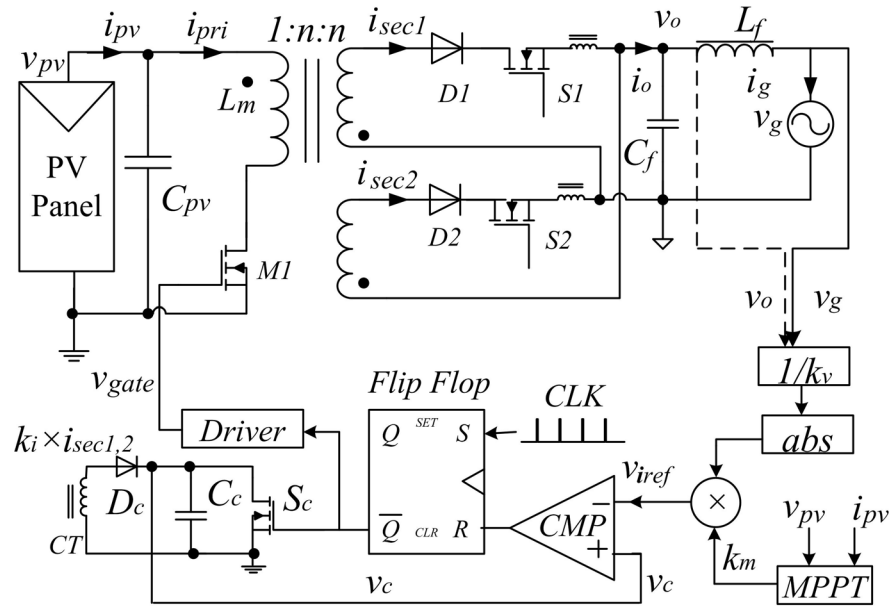 i_pv i_pri 1:n:n i_sec1 v_o L_f
v_pv
L_m D1 S1 i_o i_g
v_g
PV
Panel
C_pv i_sec2 C_f
D2 S2
M1
v_o v_g
v_gate Flip Flop 1/k_v
CLK
Driver Q SET S abs
k_i×i_sec1,2
v_iref ×
D_c C_c S_c
v_pv i_pv
CT Q̅ CLR R CMP − +
k_m
v_c v_c MPPT